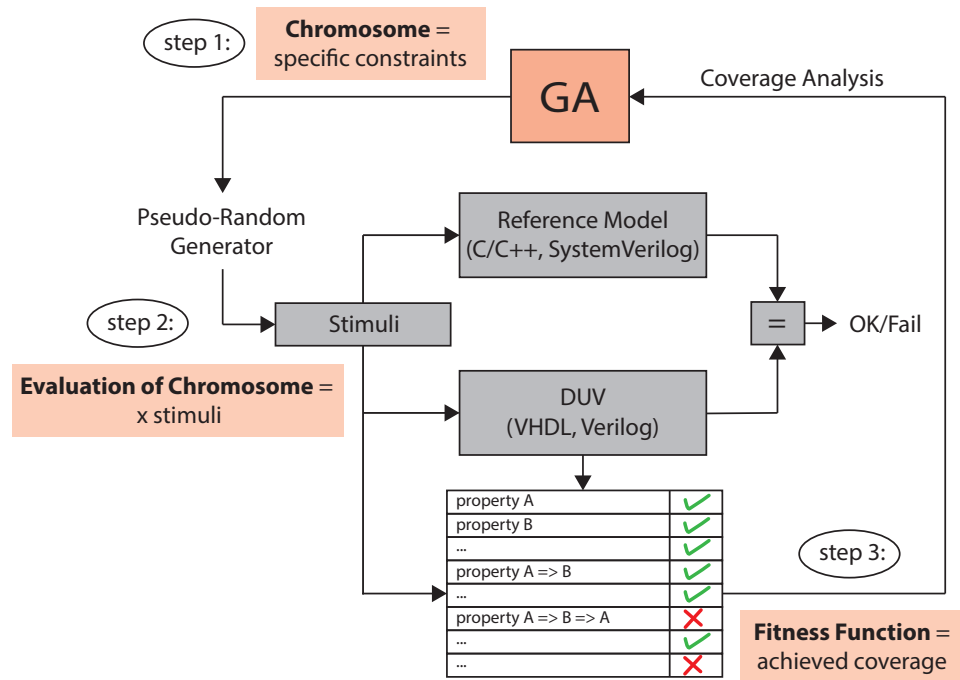 step 1:
Chromosome =
specific constraints
GA
Coverage Analysis
Pseudo-Random
Generator
Reference Model
(C/C++, SystemVerilog)
step 2:
Stimuli
=
OK/Fail
Evaluation of Chromosome =
x stimuli
DUV
(VHDL, Verilog)
property A
property B
...
property A => B
...
property A => B => A
...
...
step 3:
Fitness Function =
achieved coverage